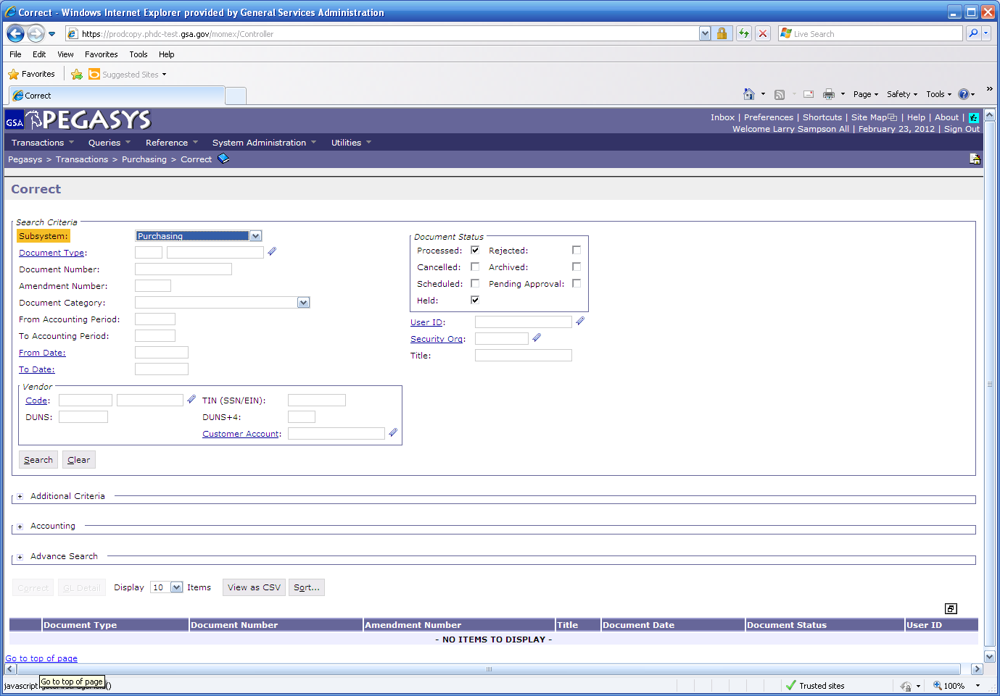 Correct - Windows Internet Explorer provided by General Services Administration
https://prodcopy.phdc-test.gsa.gov/momex/Controller
Live Search
File Edit View Favorites Tools Help
Favorites Suggested Sites
Correct
Page Safety Tools
GSA PEGASYS
Inbox | Preferences | Shortcuts | Site Map | Help | About |
Welcome Larry Sampson All | February 23, 2012 | Sign Out
Transactions Queries Reference System Administration Utilities
Pegasys > Transactions > Purchasing > Correct
Correct
Search Criteria
Subsystem: Purchasing
Document Type:
Document Number:
Amendment Number:
Document Category:
From Accounting Period:
To Accounting Period:
From Date:
To Date:
Document Status
Processed: Rejected:
Cancelled: Archived:
Scheduled: Pending Approval:
Held:
User ID:
Security Org:
Title:
Vendor
Code: TIN (SSN/EIN):
DUNS: DUNS+4:
Customer Account:
Search Clear
Additional Criteria
Accounting
Advance Search
Correct GL Detail Display 10 Items View as CSV Sort...
Document Type Document Number Amendment Number Title Document Date Document Status User ID
- NO ITEMS TO DISPLAY -
Go to top of page
Go to top of page
javascript
Trusted sites
100%